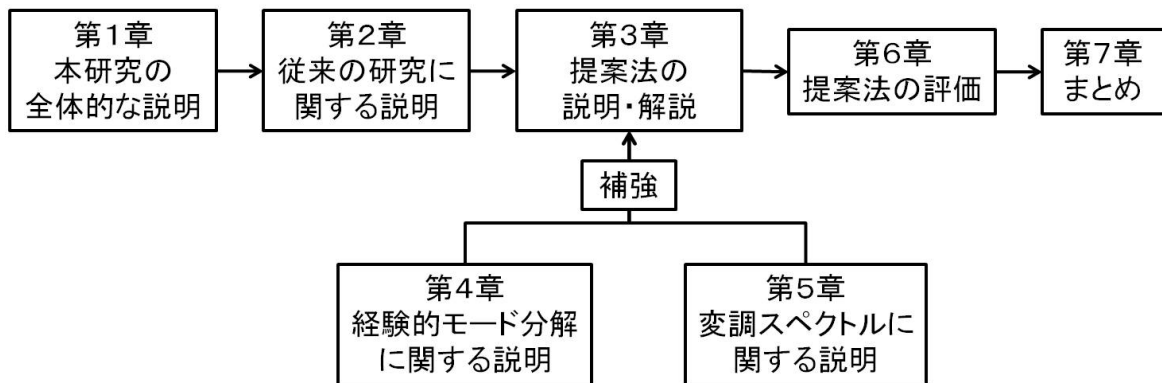 第1章
本研究の
全体的な説明
第2章
従来の研究に
関する説明
第3章
提案法の
説明・解説
第6章
提案法の評価
第7章
まとめ
補強
第4章
経験的モード分解
に関する説明
第5章
変調スペクトルに
関する説明